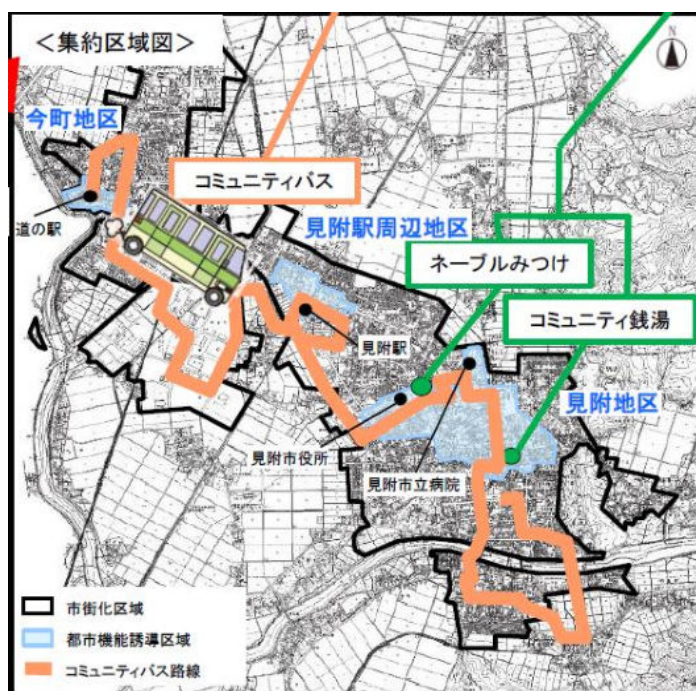 ＜集約区域図＞
N
今町地区
コミュニティバス
道の駅
見附駅周辺地区
ネーブルみつけ
コミュニティ銭湯
見附駅
見附地区
見附市役所
見附市立病院
市街化区域
都市機能誘導区域
コミュニティバス路線